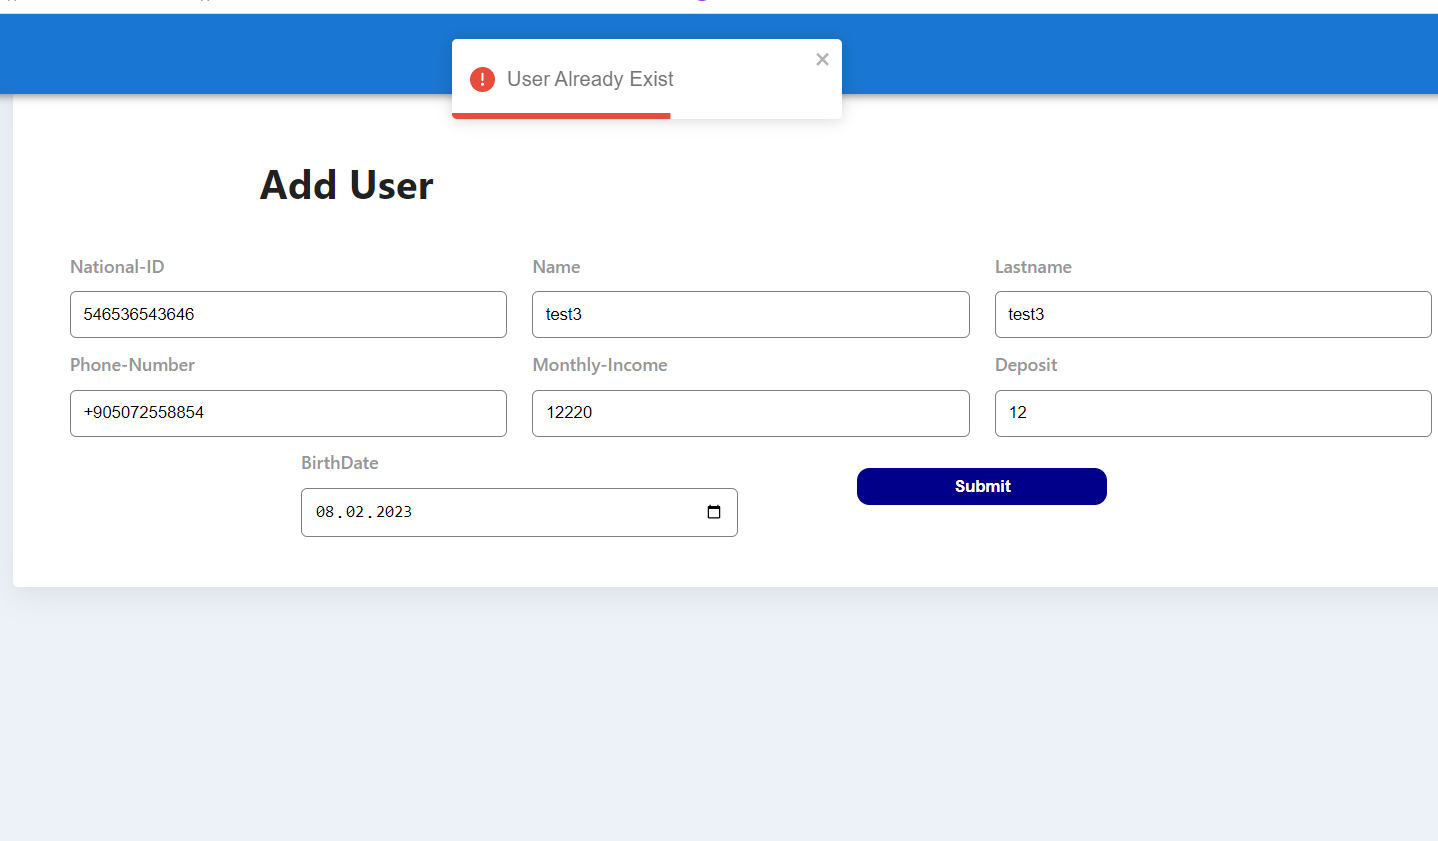 User Already Exist
Add User
National-ID
Name
Lastname
546536543646
test3
test3
Phone-Number
Monthly-Income
Deposit
+905072558854
12220
12
BirthDate
Submit
08.02.2023